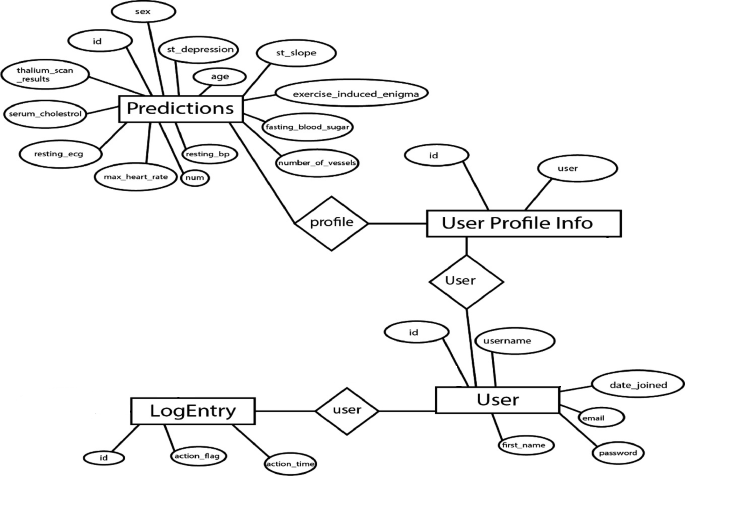 sex
id
st_depression
st_slope
thalium_scan
_results
age
exercise_induced_enigma
Predictions
serum_cholestrol
fasting_blood_sugar
resting_ecg
resting_bp
number_of_vessels
max_heart_rate
num
id
user
profile
User Profile Info
User
id
username
date_joined
User
LogEntry
user
email
first_name
password
id
action_flag
action_time